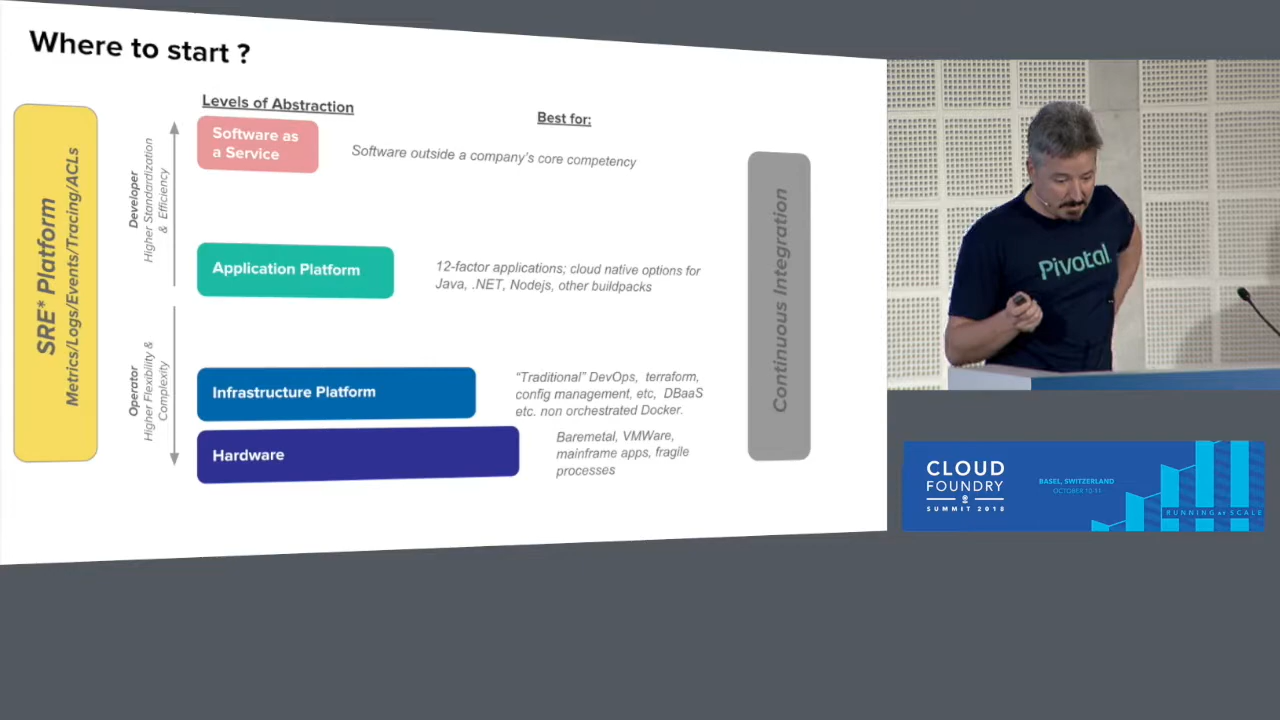 Where to start ?
Levels of Abstraction
Best for:
SRE* Platform
Metrics/Logs/Events/Tracing/ACLs
Developer
Higher Standardization
& Efficiency
Software as
a Service
Software outside a company's core competency
Application Platform
12-factor applications; cloud native options for
Java, .NET, Nodejs, other buildpacks
Operator
Higher Flexibility &
Complexity
Infrastructure Platform
"Traditional" DevOps, terraform,
config management, etc, DBaaS
etc. non orchestrated Docker.
Hardware
Baremetal, VMWare,
mainframe apps, fragile
processes
Continuous Integration
Pivotal
CLOUD
FOUNDRY
SUMMIT 2018
BASEL, SWITZERLAND
OCTOBER 10-11
RUNNING AT SCALE